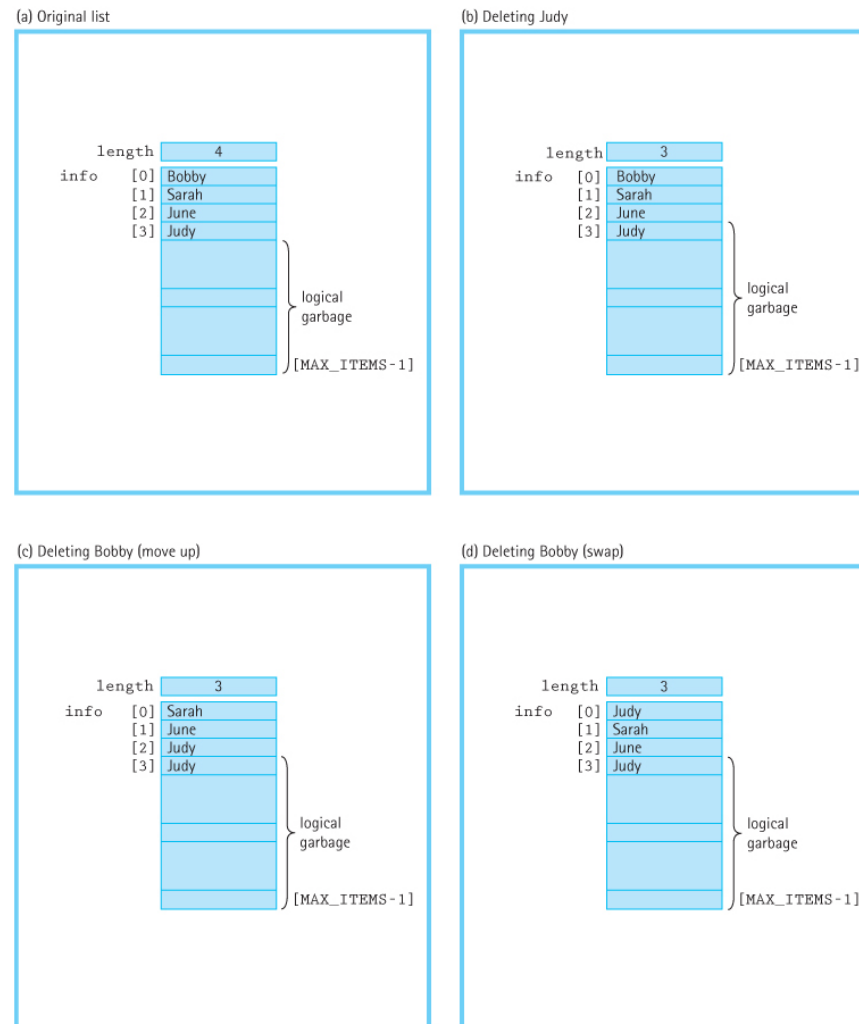 (a) Original list
length 4
info [0] Bobby
[1] Sarah
[2] June
[3] Judy
logical
garbage
[MAX_ITEMS-1]
(b) Deleting Judy
length 3
info [0] Bobby
[1] Sarah
[2] June
[3] Judy
logical
garbage
[MAX_ITEMS-1]
(c) Deleting Bobby (move up)
length 3
info [0] Sarah
[1] June
[2] Judy
[3] Judy
logical
garbage
[MAX_ITEMS-1]
(d) Deleting Bobby (swap)
length 3
info [0] Judy
[1] Sarah
[2] June
[3] Judy
logical
garbage
[MAX_ITEMS-1]